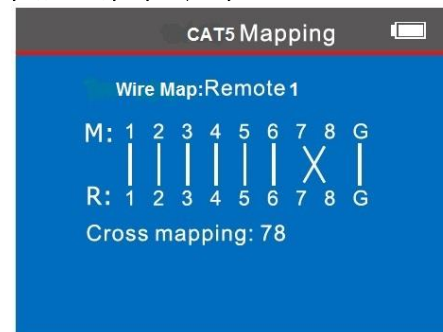 CAT5 Mapping
Wire Map:Remote 1
M: 1 2 3 4 5 6 7 8 G
R: 1 2 3 4 5 6 7 8 G
Cross mapping: 78